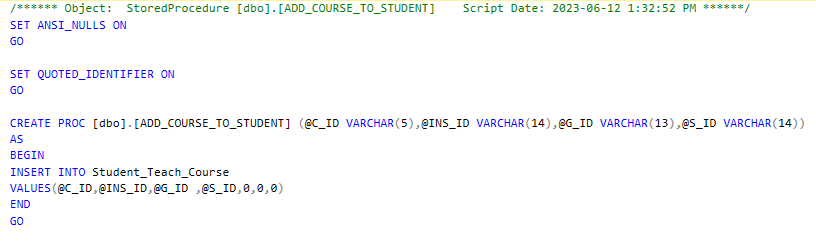 /****** Object:  StoredProcedure [dbo].[ADD_COURSE_TO_STUDENT]    Script Date: 2023-06-12 1:32:52 PM ******/
SET ANSI_NULLS ON
GO
SET QUOTED_IDENTIFIER ON
GO
CREATE PROC [dbo].[ADD_COURSE_TO_STUDENT] (@C_ID VARCHAR(5),@INS_ID VARCHAR(14),@G_ID VARCHAR(13),@S_ID VARCHAR(14))
AS
BEGIN
INSERT INTO Student_Teach_Course
VALUES(@C_ID,@INS_ID,@G_ID ,@S_ID,0,0,0)
END
GO